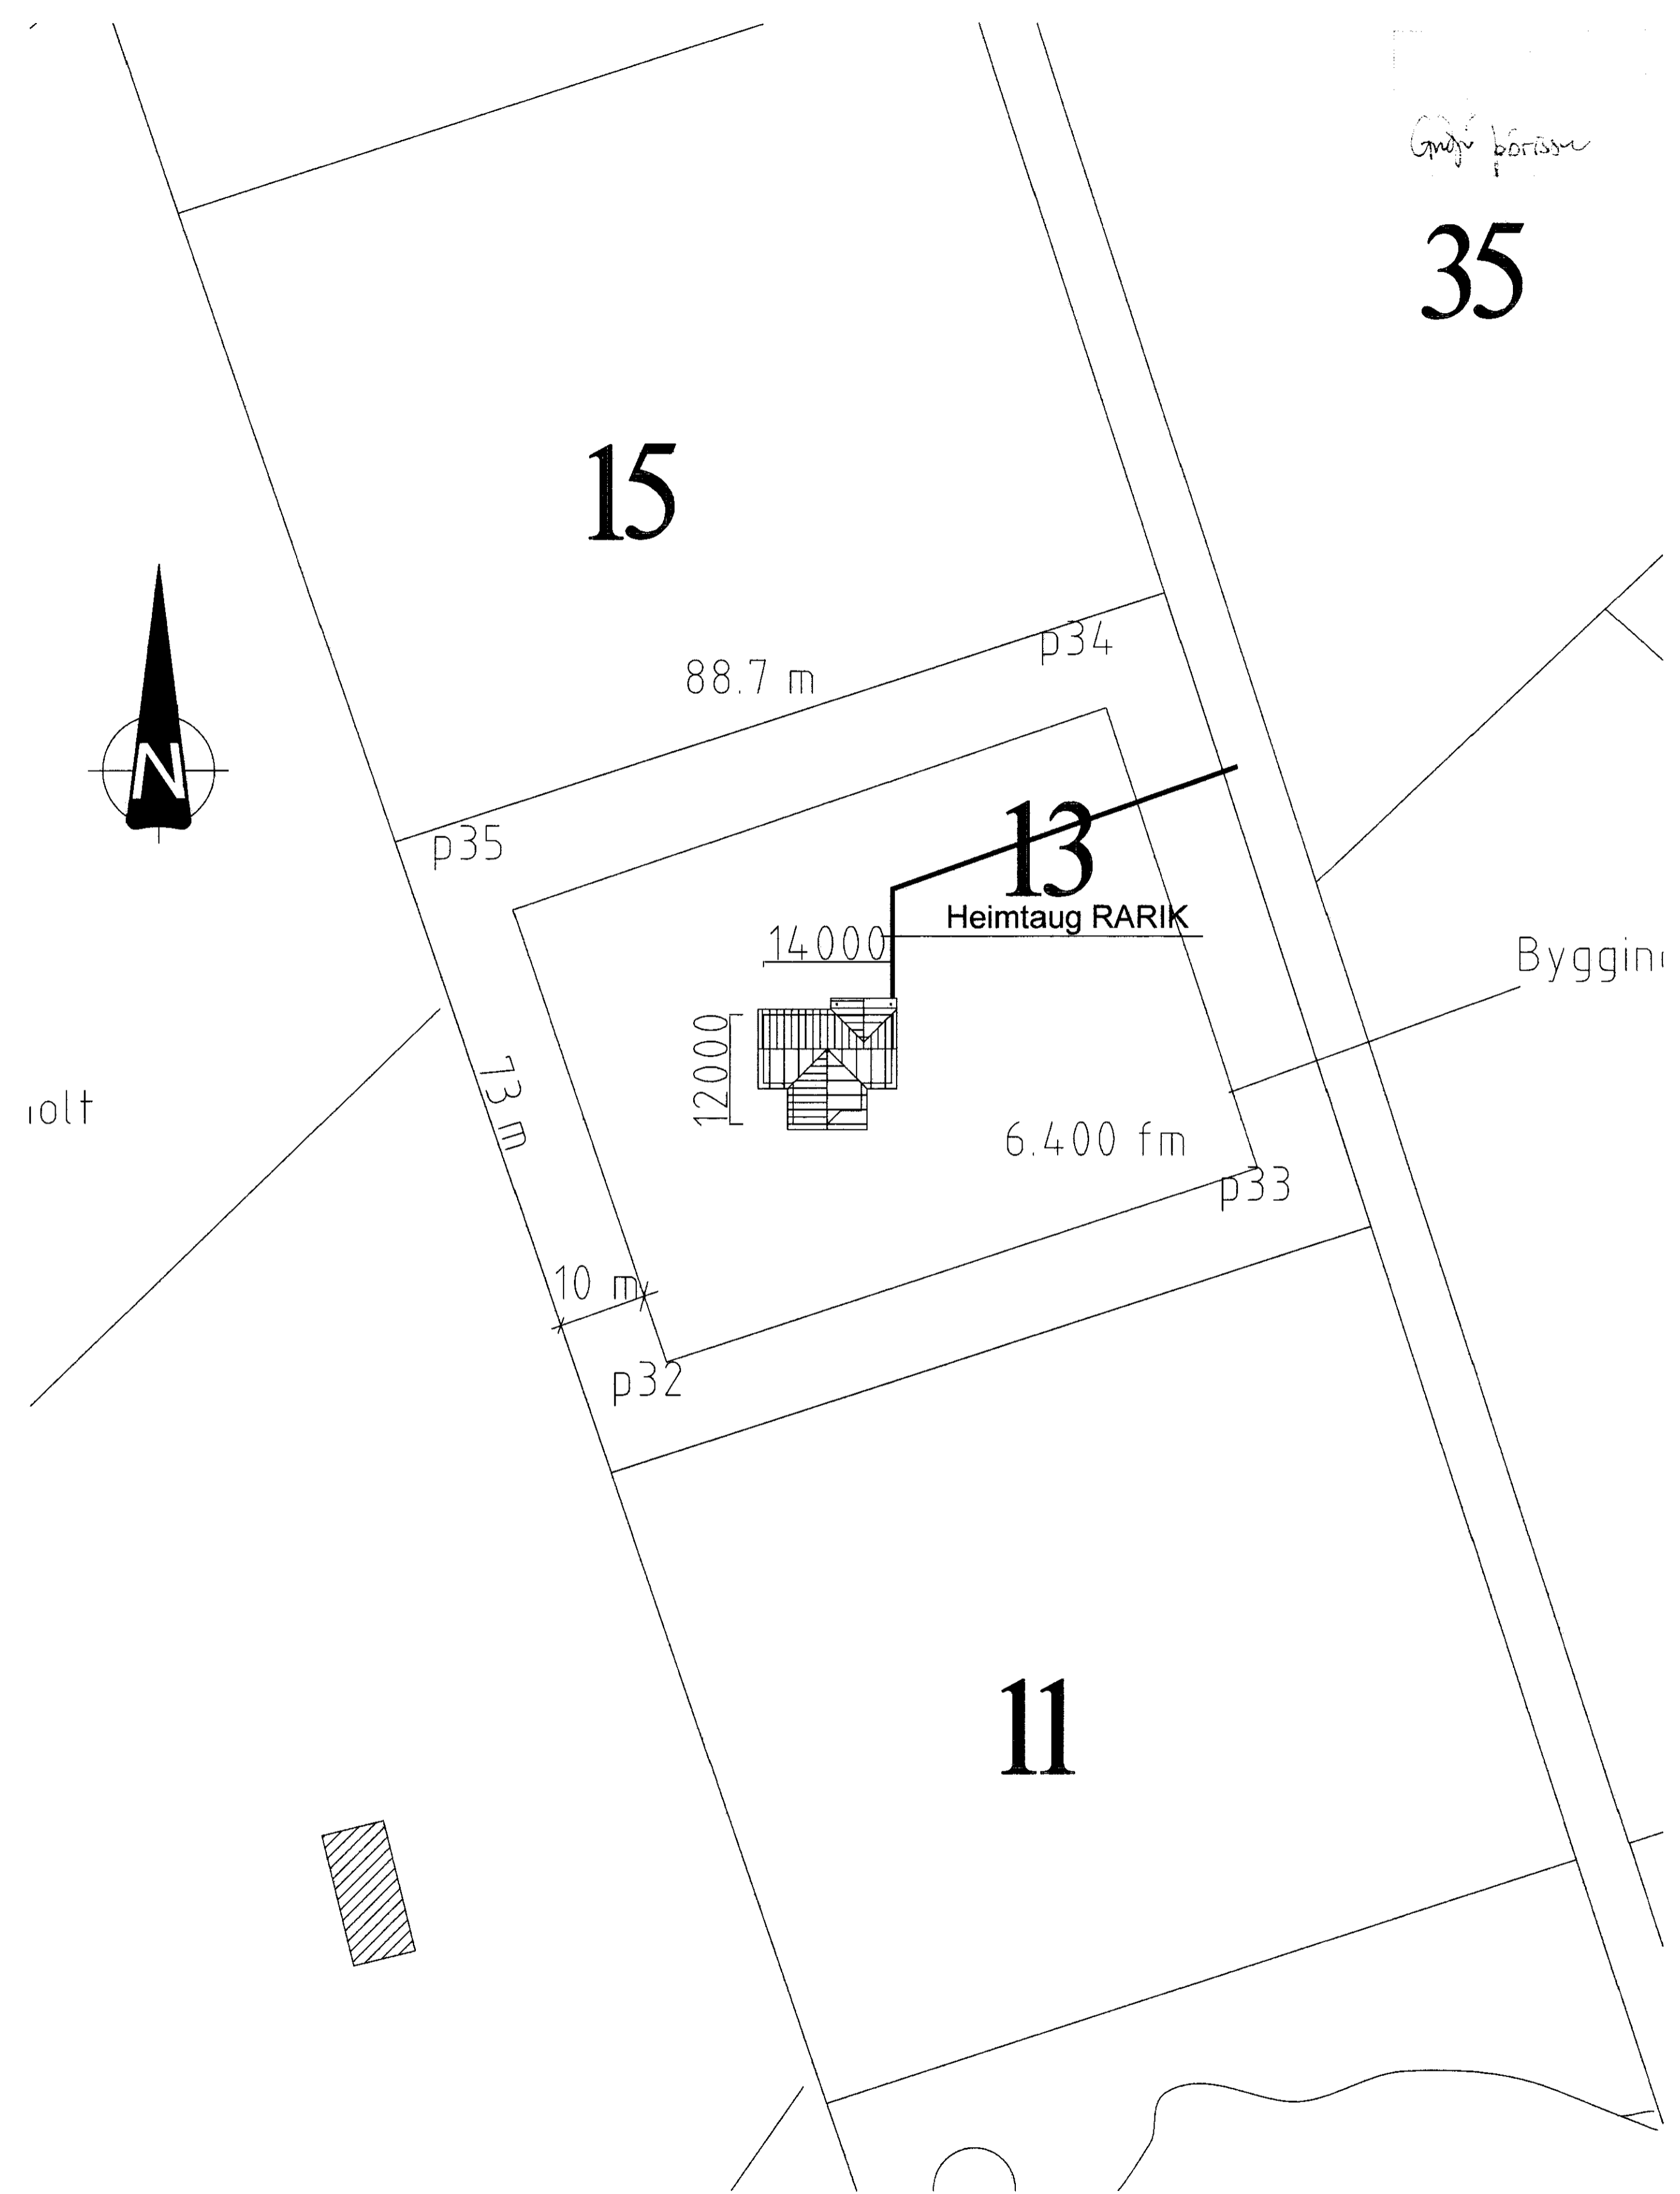 35
15
p34
88.7 m
N
p35
13
Heimtaug RARIK
14000
Byggin
12000
73 m
olt
6.400 fm
p33
10 m
p32
11